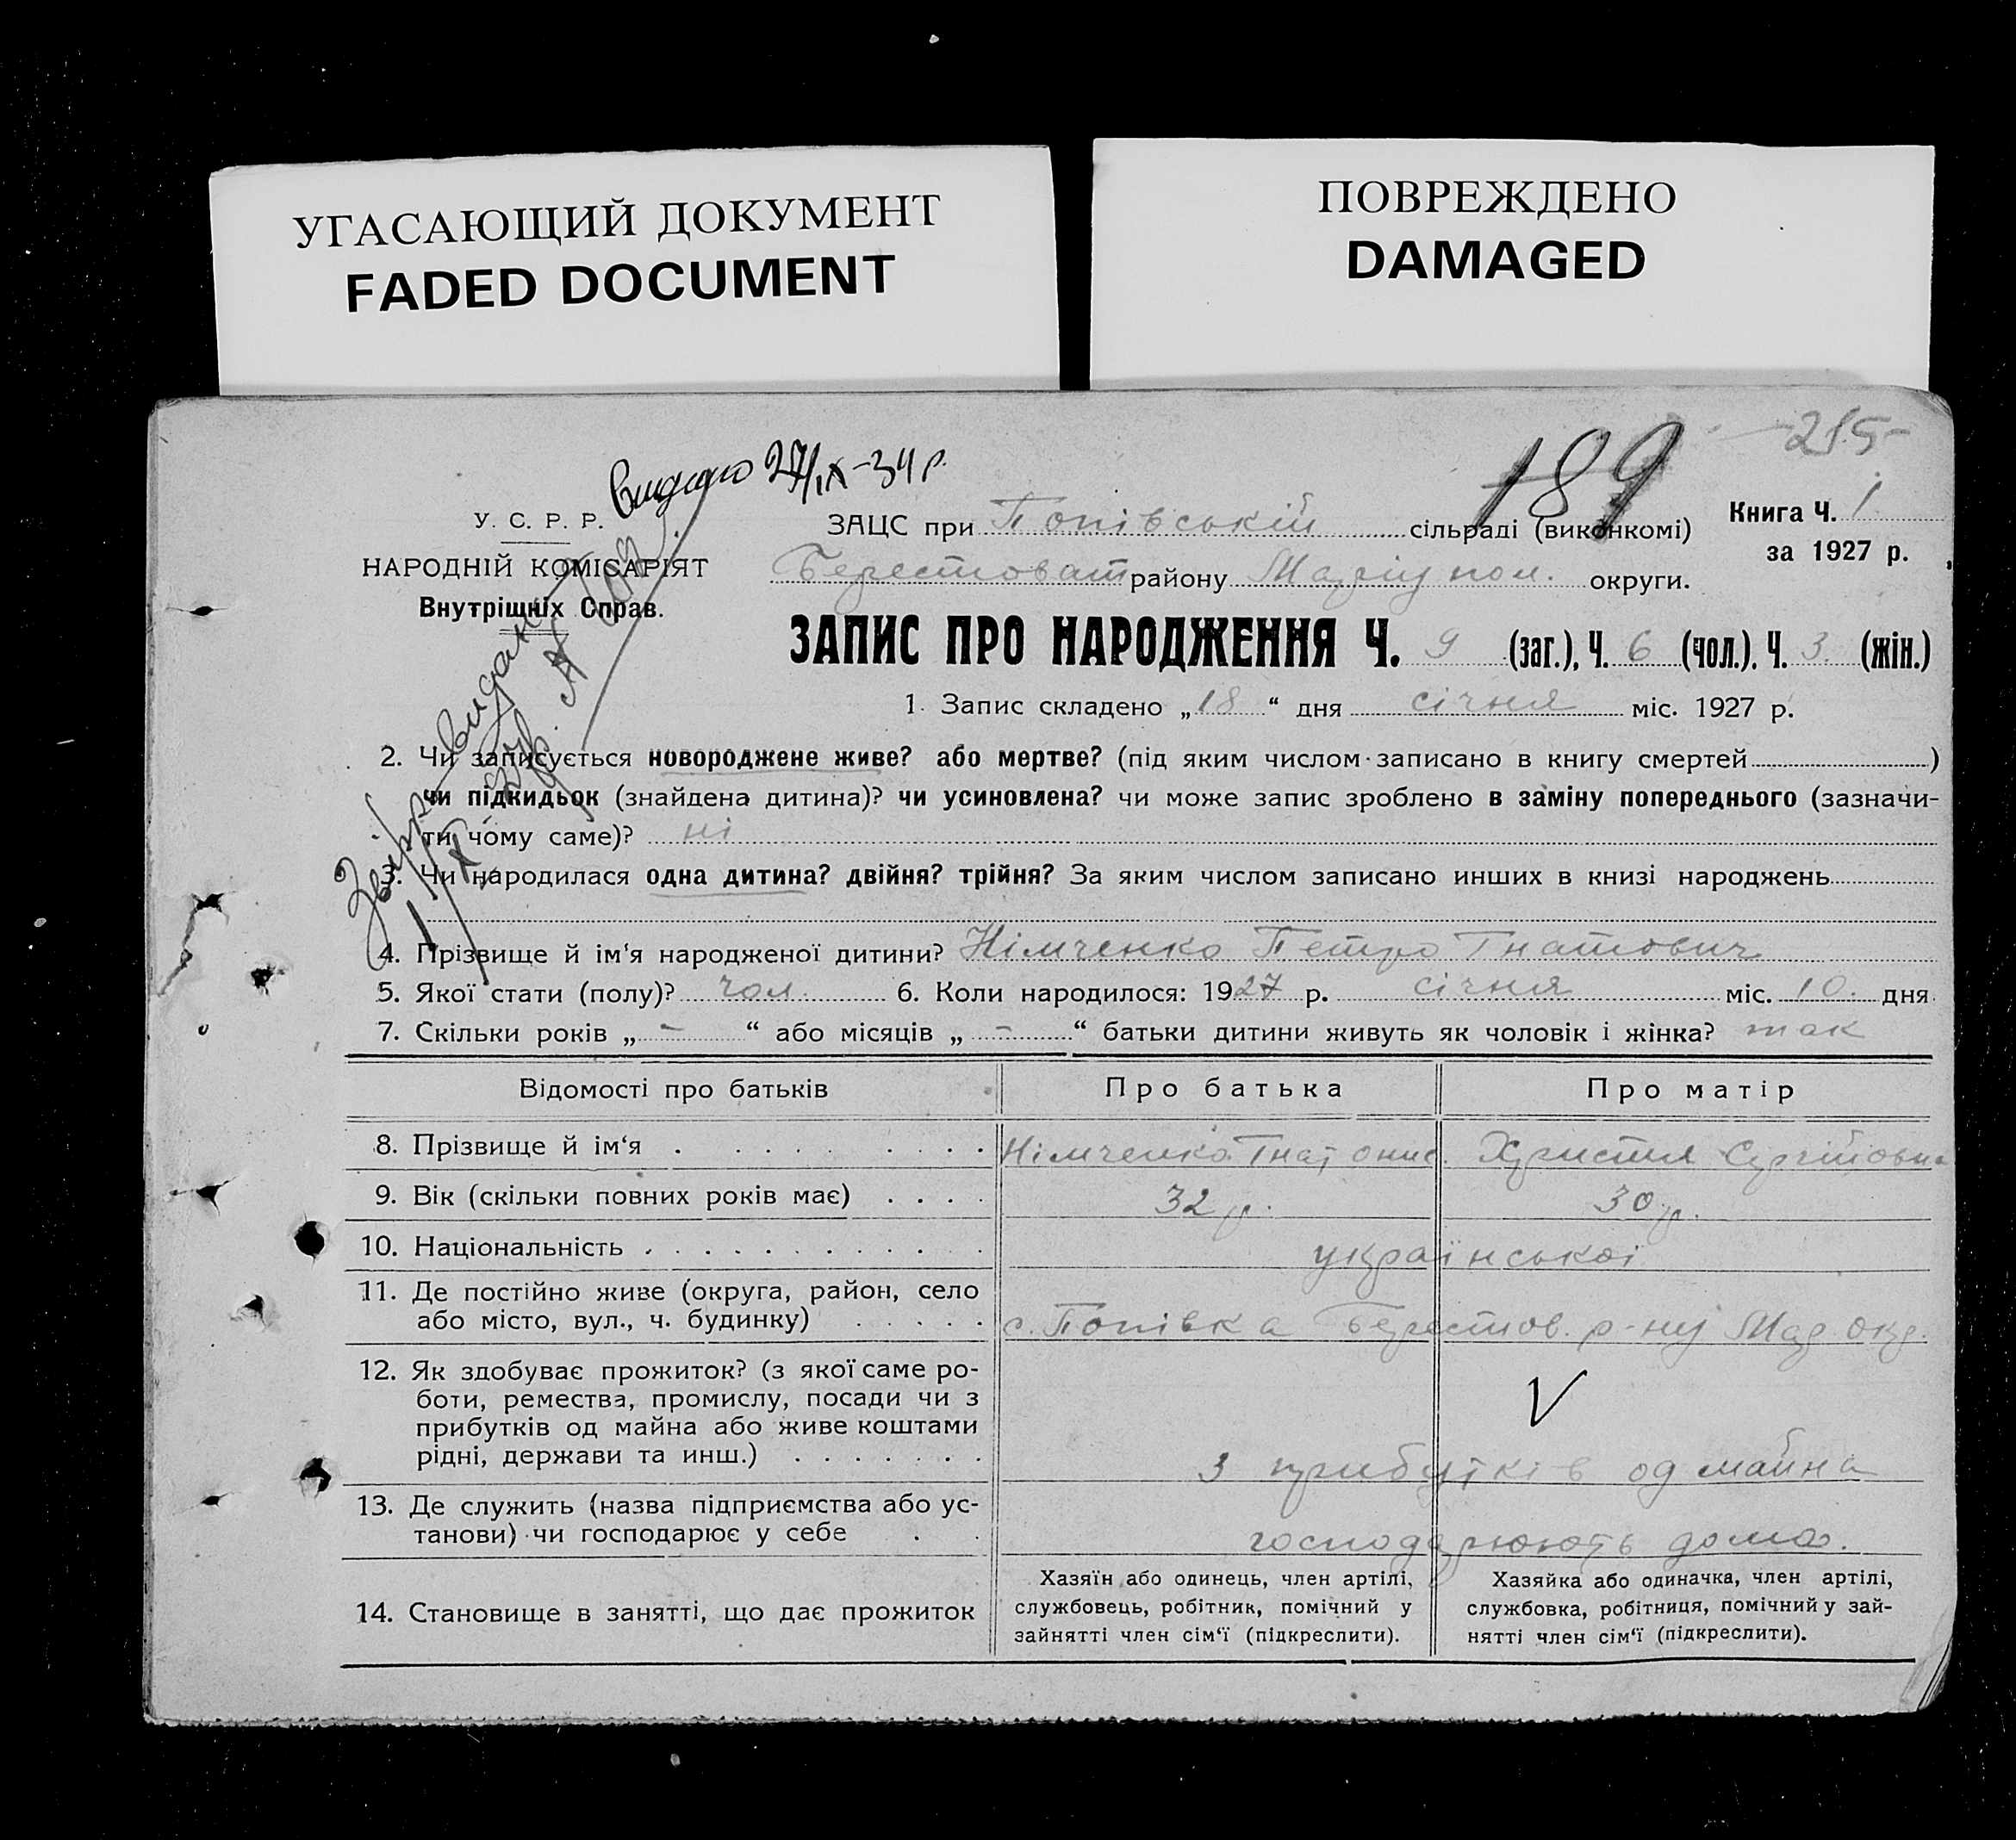 УГАСАЮЩИЙ ДОКУМЕНТ
FADED DOCUMENT
ПОВРЕЖДЕНО
DAMAGED
-215-
189
Видано 27/IX-34 р.
У. С. Р. Р.
НАРОДНІЙ КОМІСАРІЯТ
Внутрішніх Справ.
ЗАЦС при Попівській сільраді (виконкомі)
Книга Ч. 1
за 1927 р.
Берестоват району Маріупол. округи.
ЗАПИС ПРО НАРОДЖЕННЯ Ч. 9 (заг.), Ч. 6 (чол.). Ч. 3. (жін.)
1. Запис складено „18“ дня січня міс. 1927 р.
2. Чи записується новороджене живе? або мертве? (під яким числом записано в книгу смертей )
чи підкидьок (знайдена дитина)? чи усиновлена? чи може запис зроблено в заміну попереднього (зазначи-
ти чому саме)? ні
3. Чи народилася одна дитина? двійня? трійня? За яким числом записано инших в книзі народжень
4. Прізвище й ім‘я народженої дитини? Німченко Петро Гнатович
5. Якої стати (полу)? чол. 6. Коли народилося: 1927 р. січня міс. 10. дня
7. Скільки років „ - “ або місяців „ - “ батьки дитини живуть як чоловік і жінка? так
Відомості про батьків Про батька Про матір
8. Прізвище й ім‘я Німченко Гнат Христия Сергійовна
9. Вік (скільки повних років має) 32 р. 30 р.
10. Національність української
11. Де постійно живе (округа, район, село
або місто, вул., ч. будинку) с. Попівка Берестов. р-ну Мар. окр.
12. Як здобуває прожиток? (з якої саме ро-
боти, ремества, промислу, посади чи з
прибутків од майна або живе коштами
рідні, держави та инш.) з прибутків од майна
13. Де служить (назва підприємства або ус-
танови) чи господарює у себе господарюють дома.
14. Становище в занятті, що дає прожиток
Хазяїн або одинець, член артілі,
службовець, робітник, помічний у
зайнятті член сім‘ї (підкреслити).
Хазяйка або одиначка, член артілі,
службовка, робітниця, помічний у зай-
нятті член сім‘ї (підкреслити).